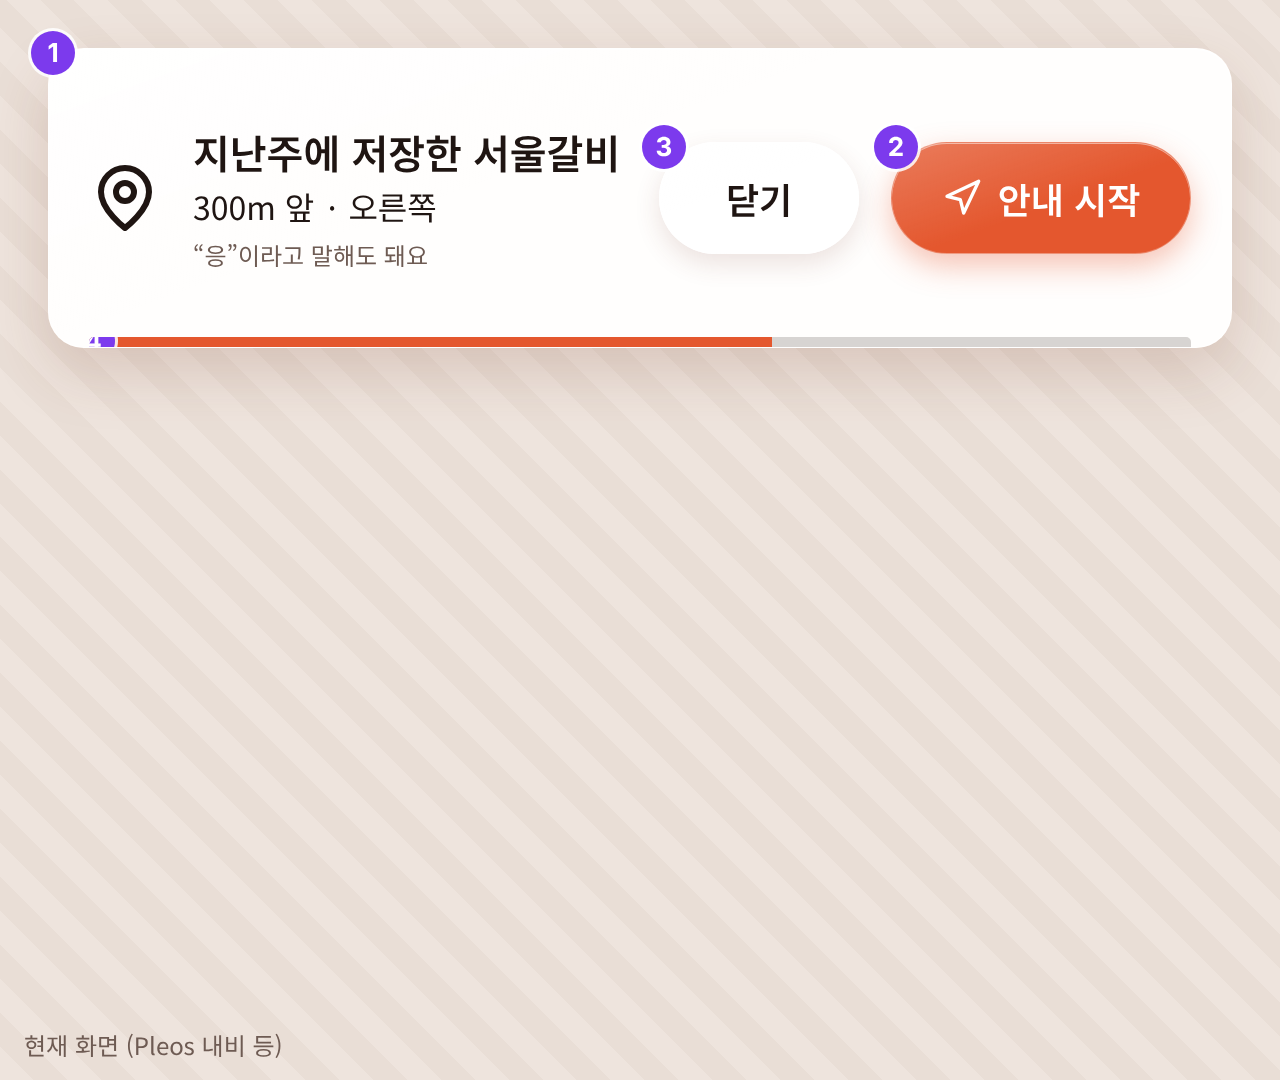 1
지난주에 저장한 서울갈비
300m 앞 · 오른쪽
“응”이라고 말해도 돼요
3
닫기
2
안내 시작
4
현재 화면 (Pleos 내비 등)